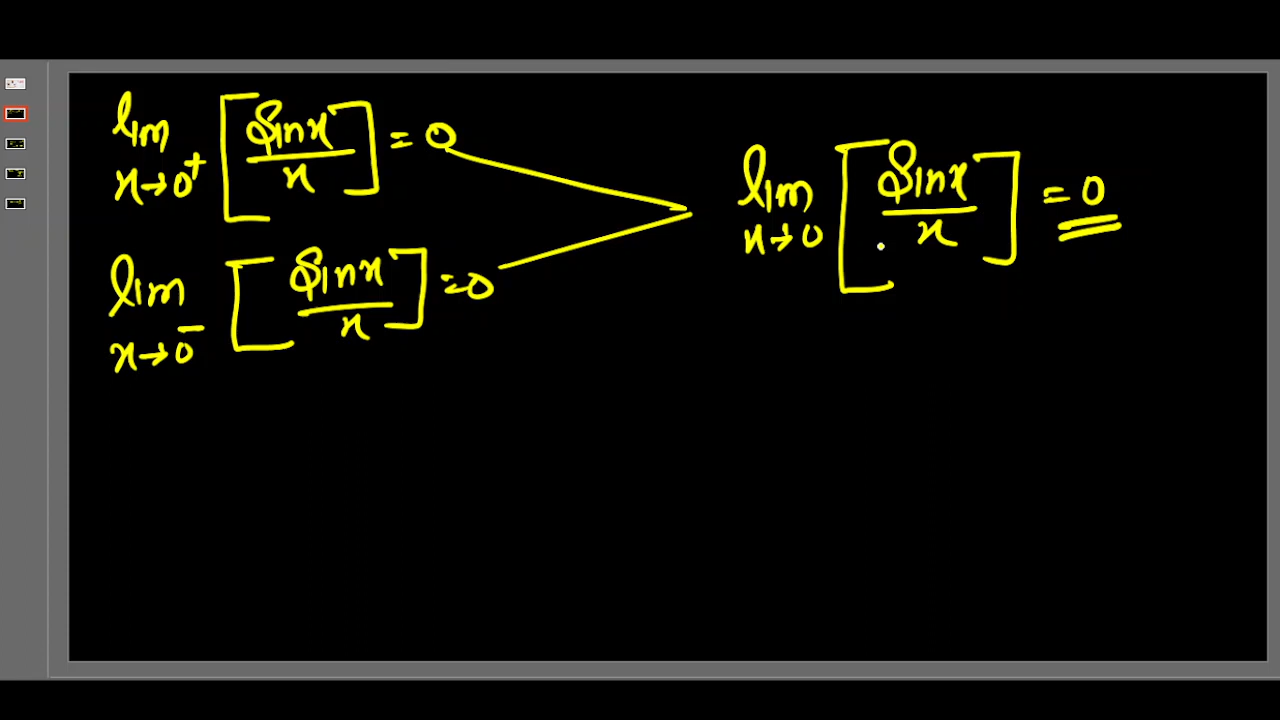 lim x→0⁺ [sinx/x] = 0
lim x→0⁻ [sinx/x] = 0
lim x→0 [sinx/x] = 0